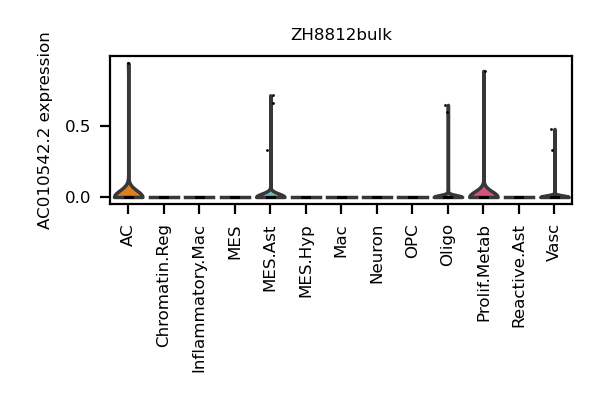 ZH8812bulk
AC010542.2 expression
0.5
0.0
AC
Chromatin.Reg
Inflammatory.Mac
MES
MES.Ast
MES.Hyp
Mac
Neuron
OPC
Oligo
Prolif.Metab
Reactive.Ast
Vasc